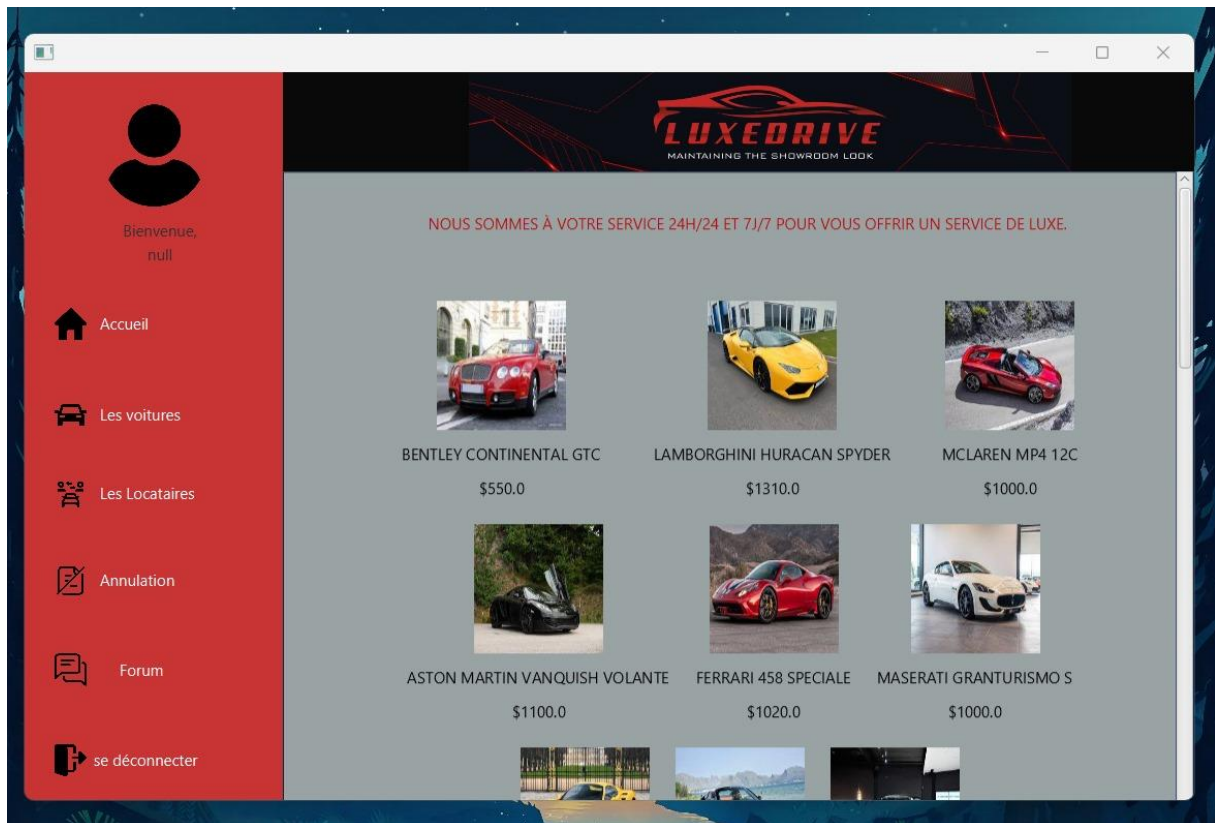 LUXEDRIVE
MAINTAINING THE SHOWROOM LOOK
Bienvenue,
null
Accueil
Les voitures
Les Locataires
Annulation
Forum
se déconnecter
NOUS SOMMES À VOTRE SERVICE 24H/24 ET 7J/7 POUR VOUS OFFRIR UN SERVICE DE LUXE.
BENTLEY CONTINENTAL GTC
LAMBORGHINI HURACAN SPYDER
MCLAREN MP4 12C
$550.0
$1310.0
$1000.0
ASTON MARTIN VANQUISH VOLANTE
FERRARI 458 SPECIALE
MASERATI GRANTURISMO S
$1100.0
$1020.0
$1000.0